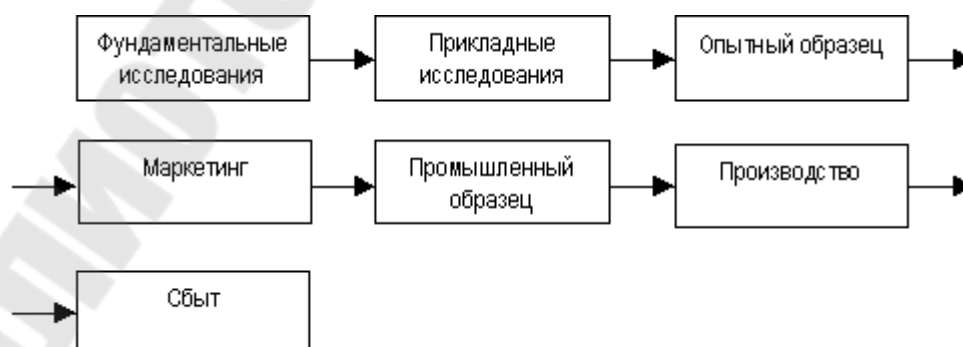 Фундаментальные исследования
Прикладные исследования
Опытный образец
Маркетинг
Промышленный образец
Производство
Сбыт